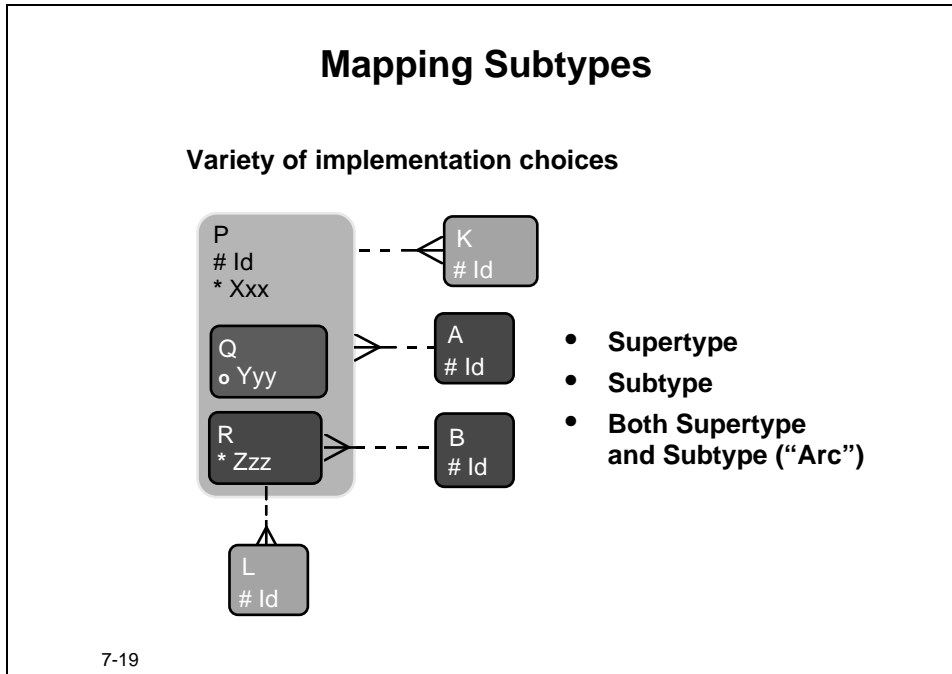 Mapping Subtypes
Variety of implementation choices
P
# Id
* Xxx
Q
o Yyy
R
* Zzz
K
# Id
A
# Id
B
# Id
L
# Id
• Supertype
• Subtype
• Both Supertype
and Subtype (“Arc”)
7-19